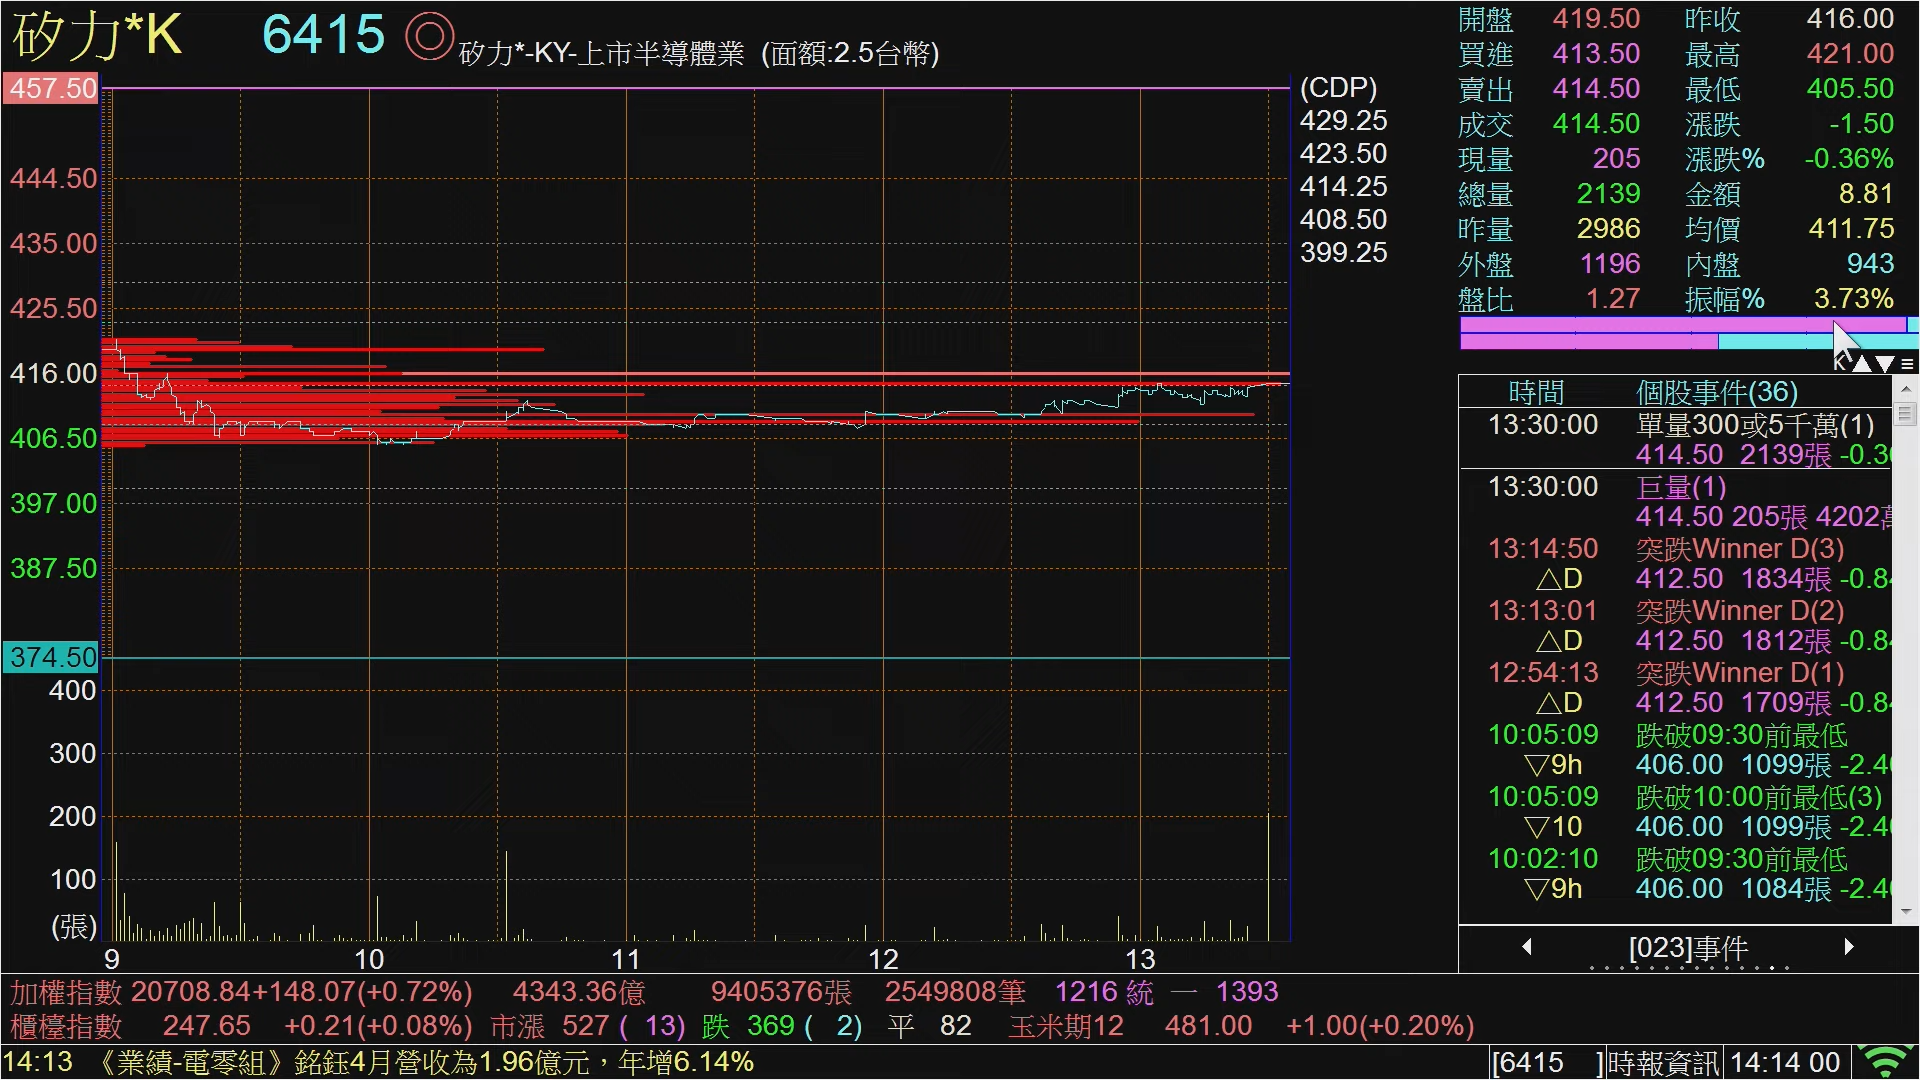 矽力*K 6415 矽力*-KY-上市半導體業 (面額:2.5台幣)
457.50
444.50
435.00
425.50
416.00
406.50
397.00
387.50
374.50
400
300
200
100
(張)
9 10 11 12 13
(CDP)
429.25
423.50
414.25
408.50
399.25
開盤 419.50 昨收 416.00
買進 413.50 最高 421.00
賣出 414.50 最低 405.50
成交 414.50 漲跌 -1.50
現量 205 漲跌% -0.36%
總量 2139 金額 8.81
昨量 2986 均價 411.75
外盤 1196 內盤 943
盤比 1.27 振幅% 3.73%
K▲▼≡
時間 個股事件(36)
13:30:00 單量300或5千萬(1)
414.50 2139張 -0.3
13:30:00 巨量(1)
414.50 205張 4202
13:14:50 突跌Winner D(3)
△D 412.50 1834張 -0.8
13:13:01 突跌Winner D(2)
△D 412.50 1812張 -0.8
12:54:13 突跌Winner D(1)
△D 412.50 1709張 -0.8
10:05:09 跌破09:30前最低
▽9h 406.00 1099張 -2.4
10:05:09 跌破10:00前最低(3)
▽10 406.00 1099張 -2.4
10:02:10 跌破09:30前最低
▽9h 406.00 1084張 -2.4
[023]事件
加權指數 20708.84+148.07(+0.72%) 4343.36億 9405376張 2549808筆 1216 統一 1393
櫃檯指數 247.65 +0.21(+0.08%) 市漲 527 ( 13) 跌 369 ( 2) 平 82 玉米期12 481.00 +1.00(+0.20%)
14:13 《業績-電零組》銘鈺4月營收為1.96億元，年增6.14%
[6415 ] 時報資訊 14:14 00